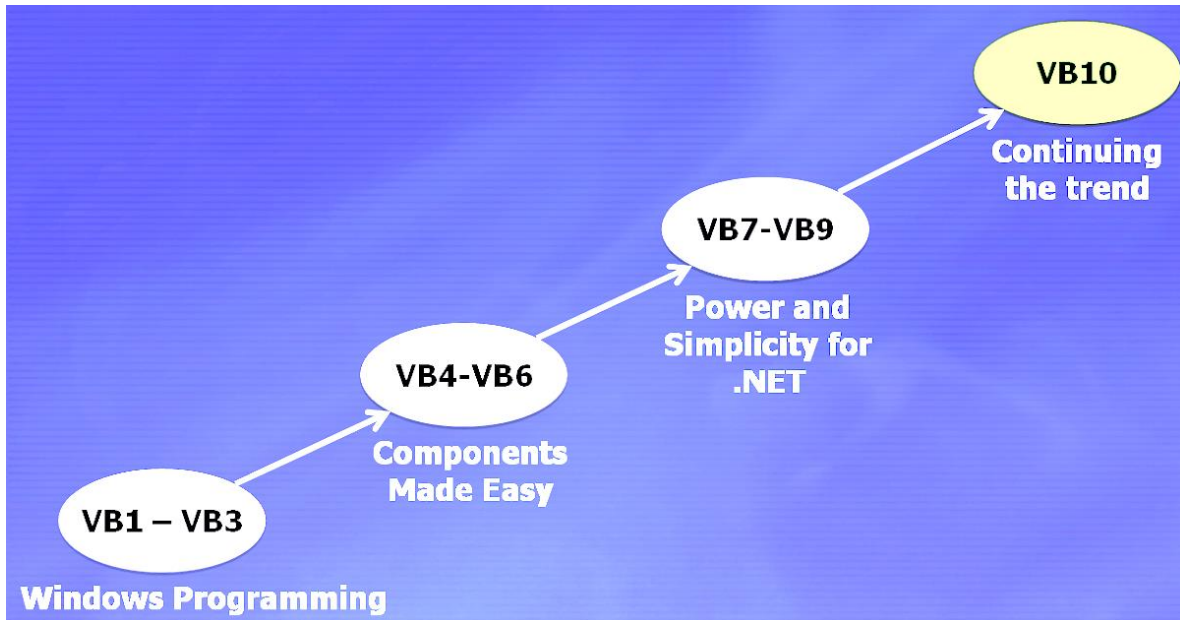 VB10
Continuing
the trend
VB7-VB9
Power and
Simplicity for
.NET
VB4-VB6
Components
Made Easy
VB1 – VB3
Windows Programming